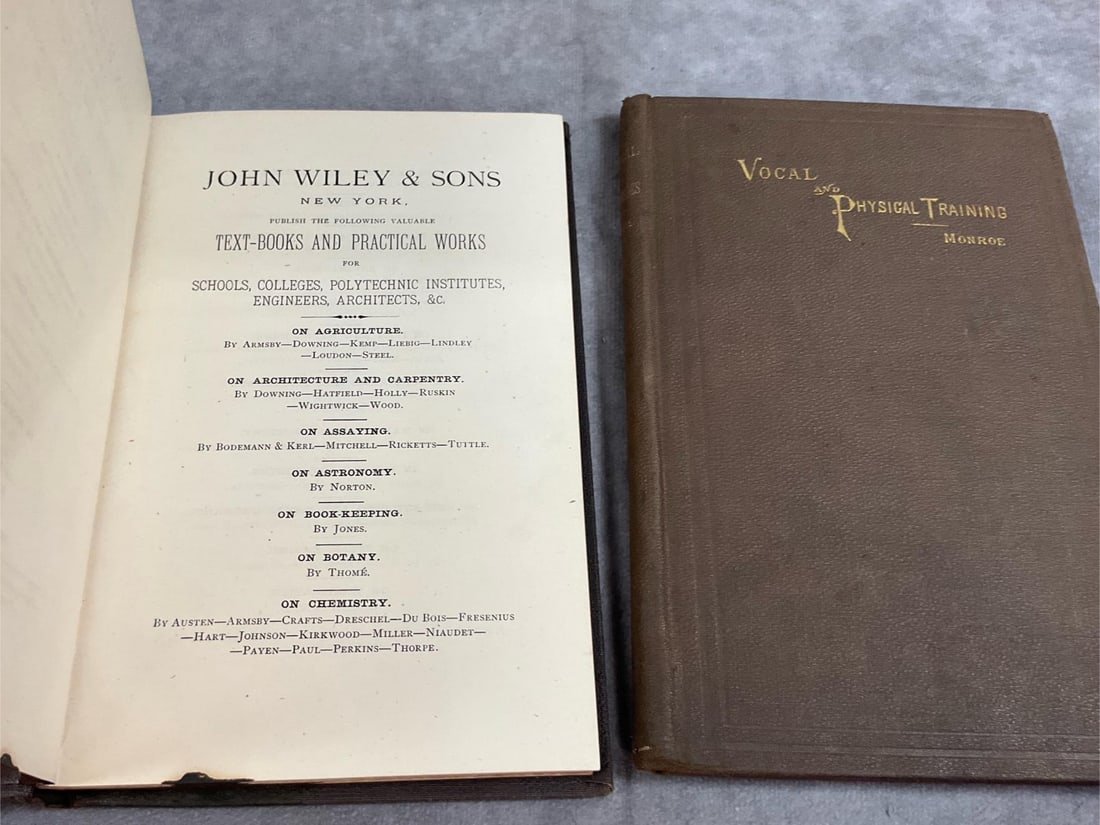 JOHN WILEY & SONS
NEW YORK,
PUBLISH THE FOLLOWING VALUABLE
TEXT-BOOKS AND PRACTICAL WORKS
FOR
SCHOOLS, COLLEGES, POLYTECHNIC INSTITUTES,
ENGINEERS, ARCHITECTS, &C.
ON AGRICULTURE.
BY ARMSBY—DOWNING—KEMP—LIEBIG—LINDLEY
—LOUDON—STEEL.
ON ARCHITECTURE AND CARPENTRY.
BY DOWNING—HATFIELD—HOLLY—RUSKIN
—WIGHTWICK—WOOD.
ON ASSAYING.
BY BODEMANN & KERL—MITCHELL—RICKETTS—TUTTLE.
ON ASTRONOMY.
BY NORTON.
ON BOOK-KEEPING.
BY JONES.
ON BOTANY.
BY THOMÉ.
ON CHEMISTRY.
BY AUSTEN—ARMSBY—CRAFTS—DRESCHEL—DU BOIS—FRESENIUS
—HART—JOHNSON—KIRKWOOD—MILLER—NIAUDET—
—PAYEN—PAUL—PERKINS—THORPE.
VOCAL
AND
PHYSICAL TRAINING
MONROE